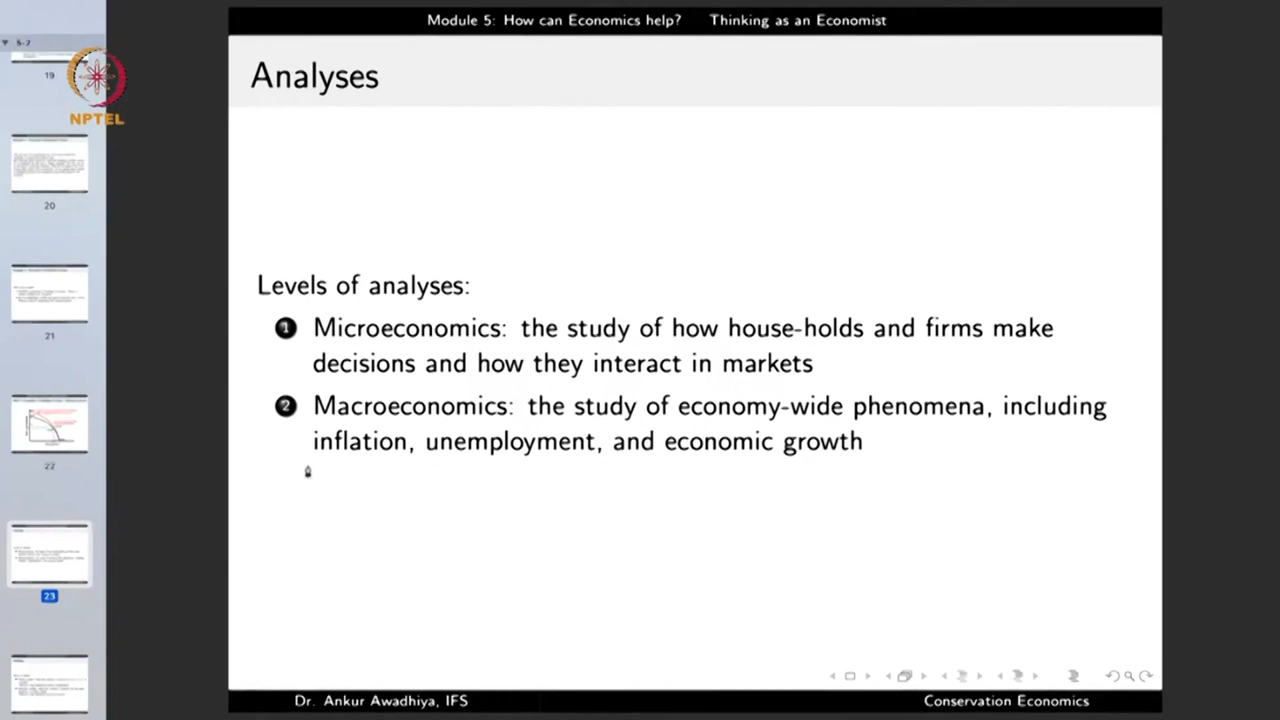 Module 5: How can Economics help? Thinking as an Economist
5-2
19
NPTEL
Analyses
20
Levels of analyses:
1 Microeconomics: the study of how house-holds and firms make
decisions and how they interact in markets
21
2 Macroeconomics: the study of economy-wide phenomena, including
inflation, unemployment, and economic growth
22
23
Dr. Ankur Awadhiya, IFS
Conservation Economics